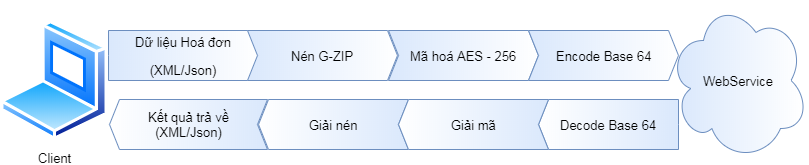 Dữ liệu Hoá đơn
(XML/Json)
Nén G-ZIP
Mã hoá AES - 256
Encode Base 64
WebService
Kết quả trả về
(XML/Json)
Giải nén
Giải mã
Decode Base 64
Client